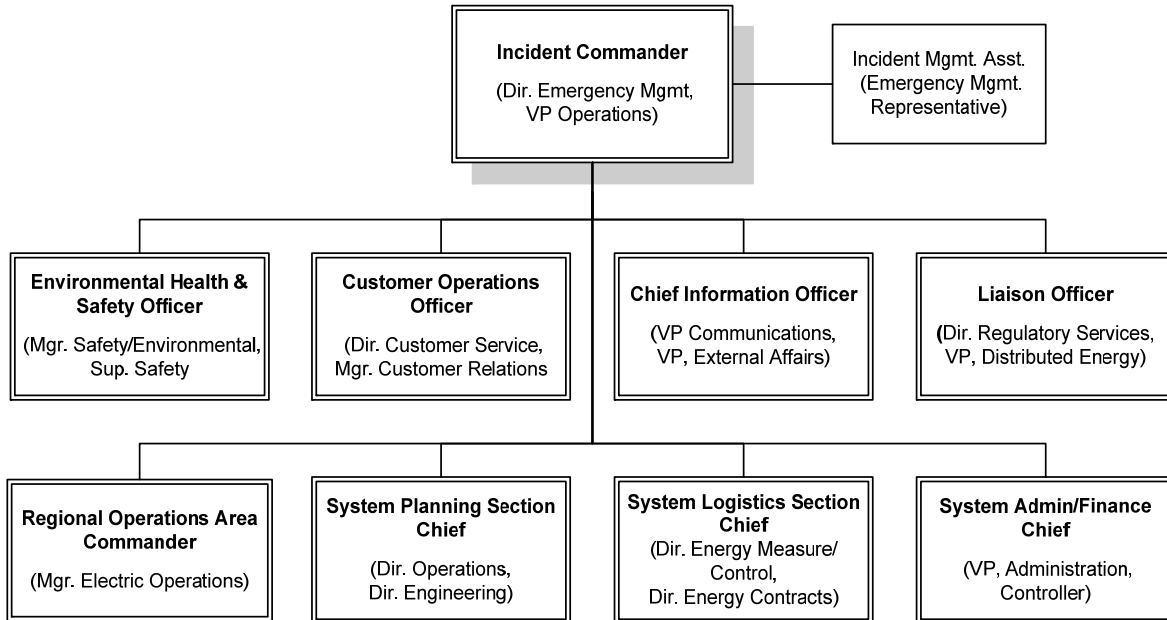 Incident Commander
(Dir. Emergency Mgmt,
VP Operations)
Incident Mgmt. Asst.
(Emergency Mgmt.
Representative)
Environmental Health &
Safety Officer
(Mgr. Safety/Environmental,
Sup. Safety
Customer Operations
Officer
(Dir. Customer Service,
Mgr. Customer Relations
Chief Information Officer
(VP Communications,
VP, External Affairs)
Liaison Officer
(Dir. Regulatory Services,
VP, Distributed Energy)
Regional Operations Area
Commander
(Mgr. Electric Operations)
System Planning Section
Chief
(Dir. Operations,
Dir. Engineering)
System Logistics Section
Chief
(Dir. Energy Measure/
Control,
Dir. Energy Contracts)
System Admin/Finance
Chief
(VP, Administration,
Controller)